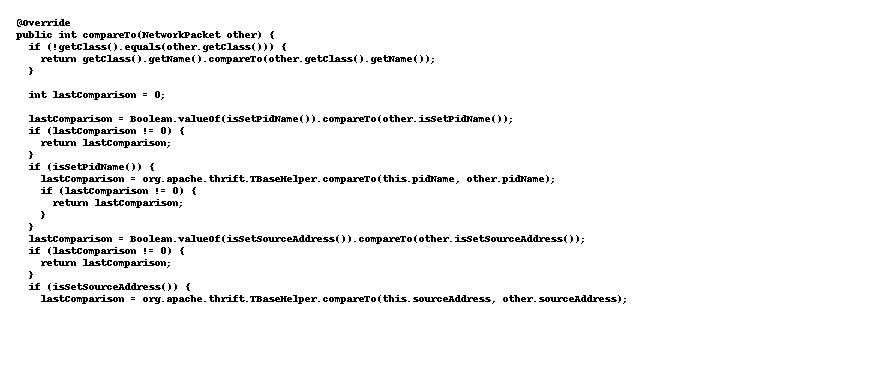 @Override
public int compareTo(NetworkPacket other) {
  if (!getClass().equals(other.getClass())) {
    return getClass().getName().compareTo(other.getClass().getName());
  }

  int lastComparison = 0;

  lastComparison = Boolean.valueOf(isSetPidName()).compareTo(other.isSetPidName());
  if (lastComparison != 0) {
    return lastComparison;
  }
  if (isSetPidName()) {
    lastComparison = org.apache.thrift.TBaseHelper.compareTo(this.pidName, other.pidName);
    if (lastComparison != 0) {
      return lastComparison;
    }
  }
  lastComparison = Boolean.valueOf(isSetSourceAddress()).compareTo(other.isSetSourceAddress());
  if (lastComparison != 0) {
    return lastComparison;
  }
  if (isSetSourceAddress()) {
    lastComparison = org.apache.thrift.TBaseHelper.compareTo(this.sourceAddress, other.sourceAddress);